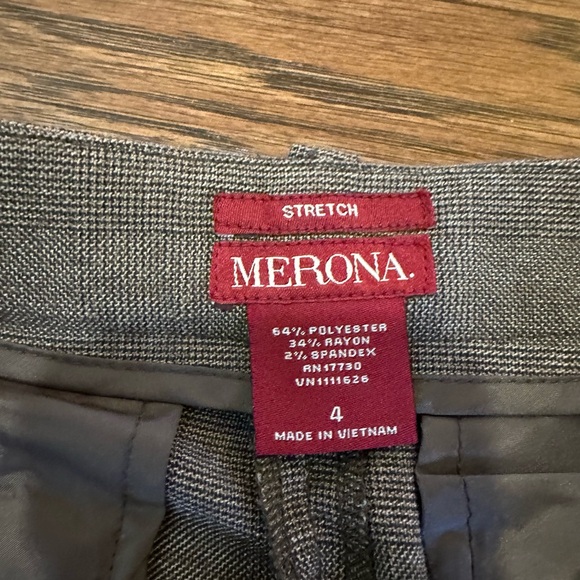 STRETCH
MERONA.
64% POLYESTER
34% RAYON
2% SPANDEX
RN17730
VN1111626
4
MADE IN VIETNAM